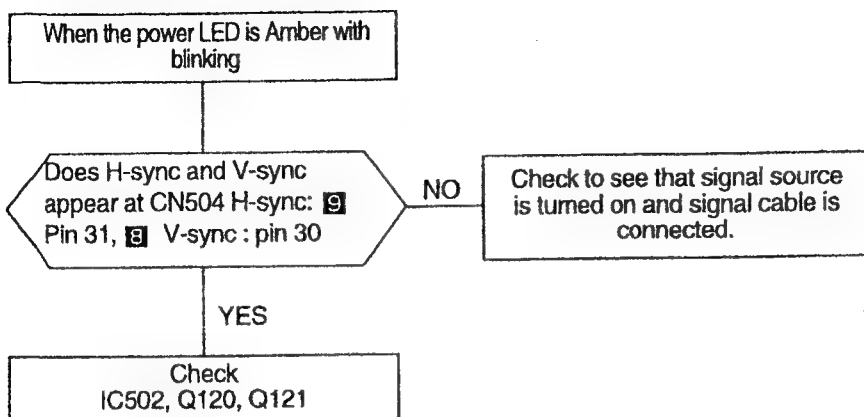 When the power LED is Amber with
blinking
Does H-sync and V-sync
appear at CN504 H-sync: 9
Pin 31, 8 V-sync : pin 30
NO
Check to see that signal source
is turned on and signal cable is
connected.
YES
Check
IC502, Q120, Q121